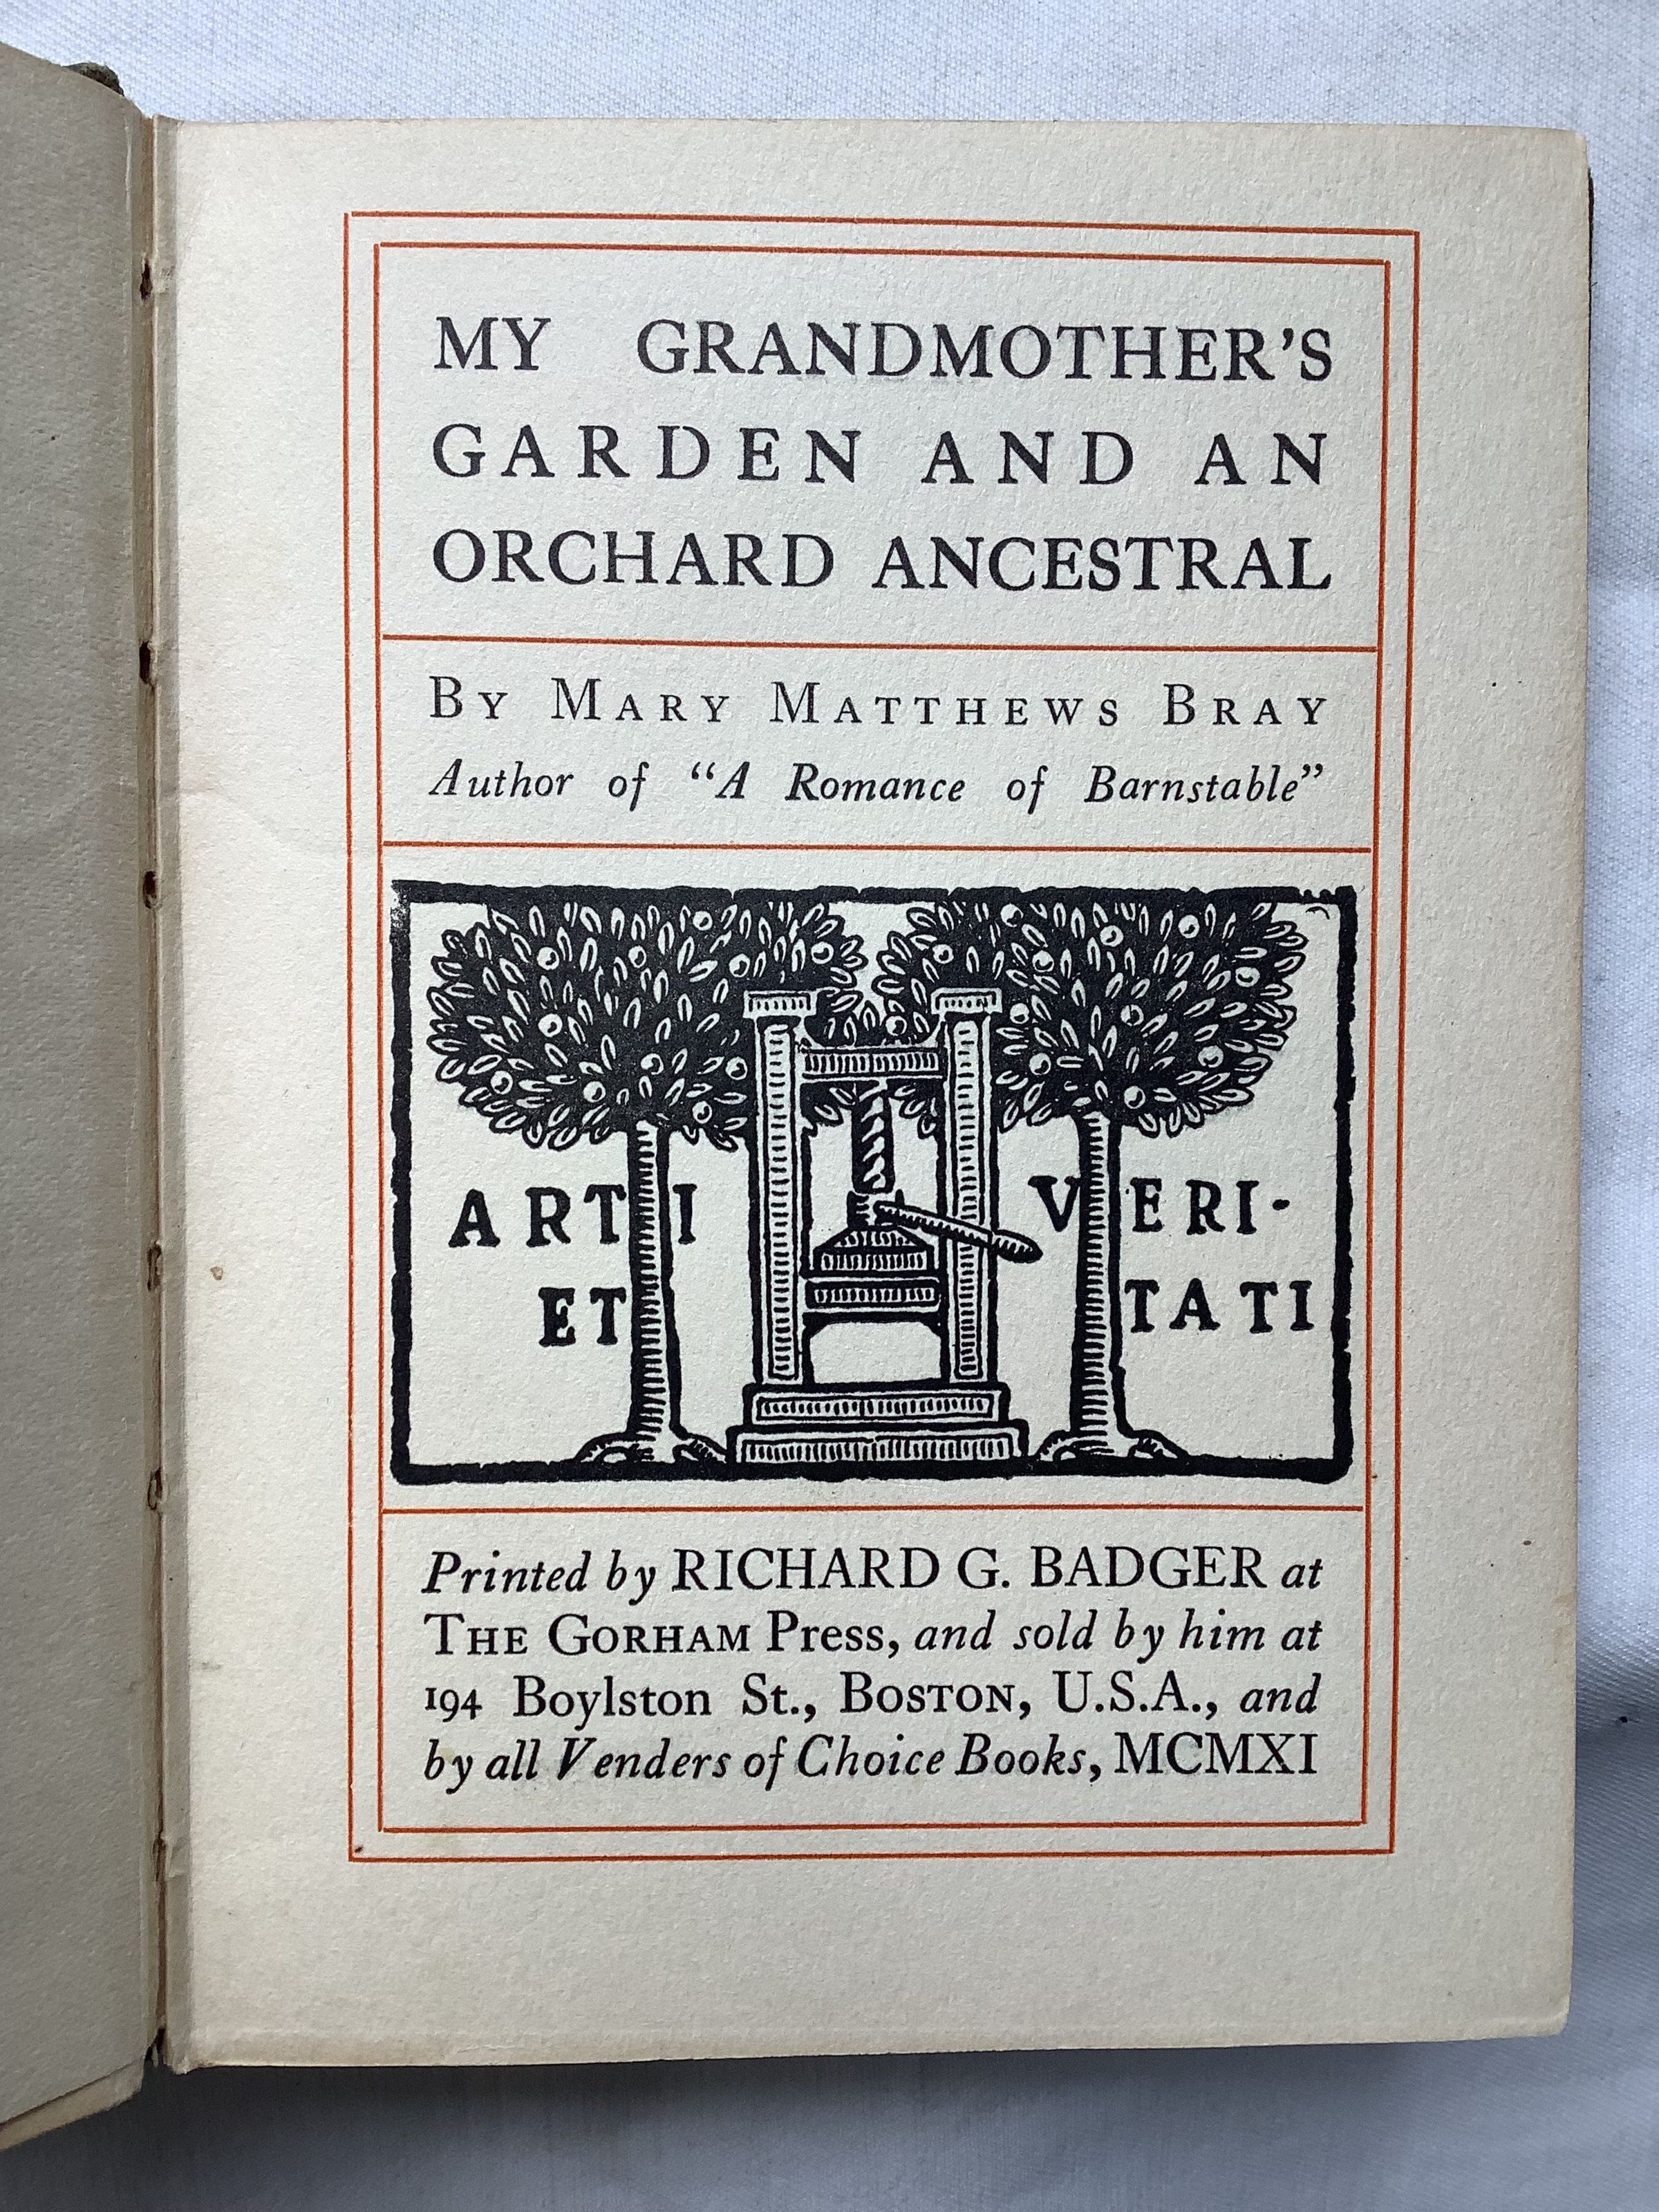 MY GRANDMOTHER’S
GARDEN AND AN
ORCHARD ANCESTRAL
BY MARY MATTHEWS BRAY
Author of “A Romance of Barnstable”
ARTI VERI-
ET TATI
Printed by RICHARD G. BADGER at
THE GORHAM Press, and sold by him at
194 Boylston St., BOSTON, U.S.A., and
by all Venders of Choice Books, MCMXI